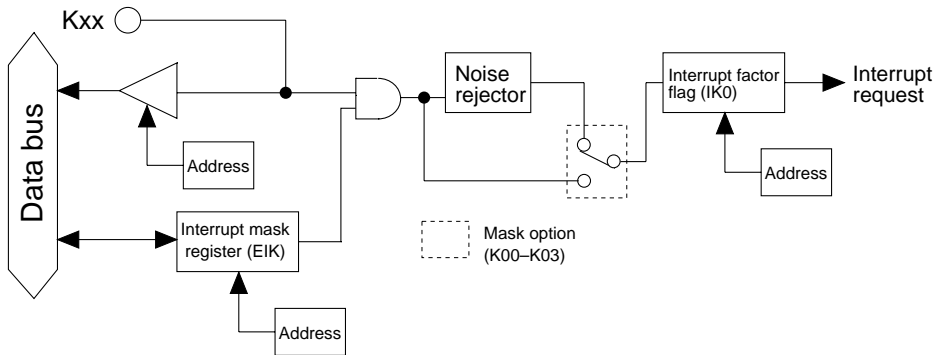 Kxx
Data bus
Address
Interrupt mask
register (EIK)
Address
Noise
rejector
Mask option
(K00–K03)
Interrupt factor
flag (IK0)
Address
Interrupt
request